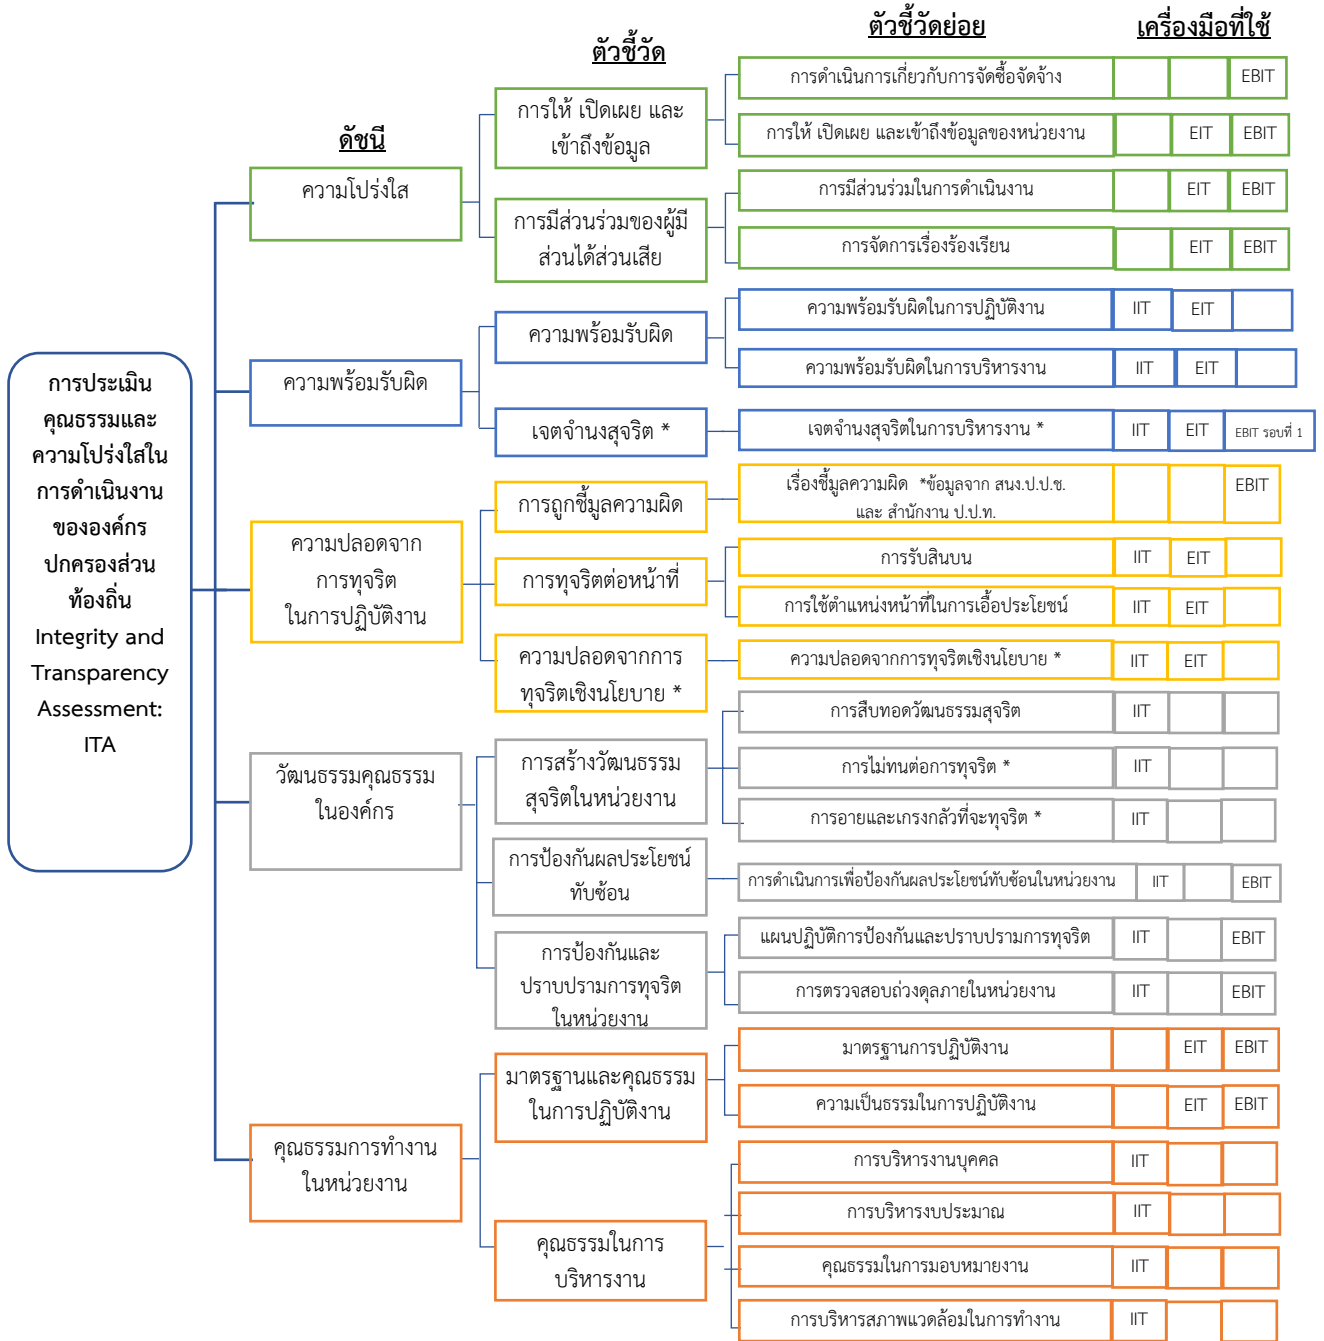 ตัวชี้วัดย่อย
เครื่องมือที่ใช้
ตัวชี้วัด
ดัชนี
การประเมิน
คุณธรรมและ
ความโปร่งใสใน
การดำเนินงาน
ขององค์กร
ปกครองส่วน
ท้องถิ่น
Integrity and
Transparency
Assessment:
ITA
ความโปร่งใส
การให้ เปิดเผย และ
เข้าถึงข้อมูล
การดำเนินการเกี่ยวกับการจัดซื้อจัดจ้าง EBIT
การให้ เปิดเผย และเข้าถึงข้อมูลของหน่วยงาน EIT EBIT
การมีส่วนร่วมของผู้มี
ส่วนได้ส่วนเสีย
การมีส่วนร่วมในการดำเนินงาน EIT EBIT
การจัดการเรื่องร้องเรียน EIT EBIT
ความพร้อมรับผิด
ความพร้อมรับผิด
ความพร้อมรับผิดในการปฏิบัติงาน IIT EIT
ความพร้อมรับผิดในการบริหารงาน IIT EIT
เจตจำนงสุจริต *
เจตจำนงสุจริตในการบริหารงาน * IIT EIT EBIT รอบที่ 1
ความปลอดจาก
การทุจริต
ในการปฏิบัติงาน
การถูกชี้มูลความผิด
เรื่องชี้มูลความผิด *ข้อมูลจาก สนง.ป.ป.ช.
และ สำนักงาน ป.ป.ท.
EBIT
การทุจริตต่อหน้าที่
การรับสินบน IIT EIT
การใช้ตำแหน่งหน้าที่ในการเอื้อประโยชน์ IIT EIT
ความปลอดจากการ
ทุจริตเชิงนโยบาย *
ความปลอดจากการทุจริตเชิงนโยบาย * IIT EIT
วัฒนธรรมคุณธรรม
ในองค์กร
การสร้างวัฒนธรรม
สุจริตในหน่วยงาน
การสืบทอดวัฒนธรรมสุจริต IIT
การไม่ทนต่อการทุจริต * IIT
การอายและเกรงกลัวที่จะทุจริต * IIT
การป้องกันผลประโยชน์
ทับซ้อน
การดำเนินการเพื่อป้องกันผลประโยชน์ทับซ้อนในหน่วยงาน IIT EBIT
การป้องกันและ
ปราบปรามการทุจริต
ในหน่วยงาน
แผนปฏิบัติการป้องกันและปราบปรามการทุจริต IIT EBIT
การตรวจสอบถ่วงดุลภายในหน่วยงาน IIT EBIT
คุณธรรมการทำงาน
ในหน่วยงาน
มาตรฐานและคุณธรรม
ในการปฏิบัติงาน
มาตรฐานการปฏิบัติงาน EIT EBIT
ความเป็นธรรมในการปฏิบัติงาน EIT EBIT
คุณธรรมในการ
บริหารงาน
การบริหารงานบุคคล IIT
การบริหารงบประมาณ IIT
คุณธรรมในการมอบหมายงาน IIT
การบริหารสภาพแวดล้อมในการทำงาน IIT